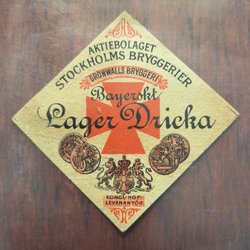 AKTIEBOLAGET
STOCKHOLMS BRYGGERIER
GRÖNWALLS BRYGGERI
Bayerskt
Lager Dricka
KONGL. HOF-
LEVERANTÖR